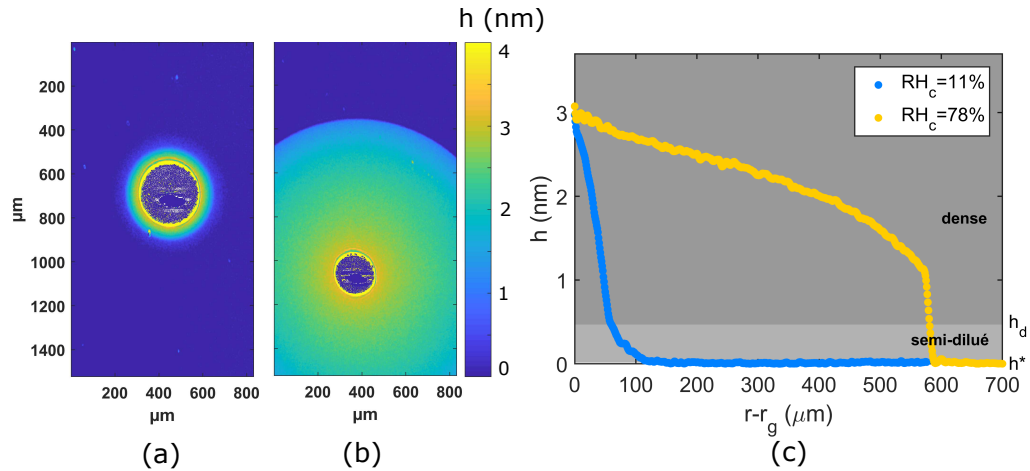 h (nm)
200
400
600
800
1000
1200
1400
µm
200 400 600 800
µm
200 400 600 800
µm
4
3
2
1
0
(a)
(b)
h (nm)
3
2
1
0
RH_c=11%
RH_c=78%
dense
semi-dilué
h_d
h*
0 100 200 300 400 500 600 700
r-r_g (µm)
(c)